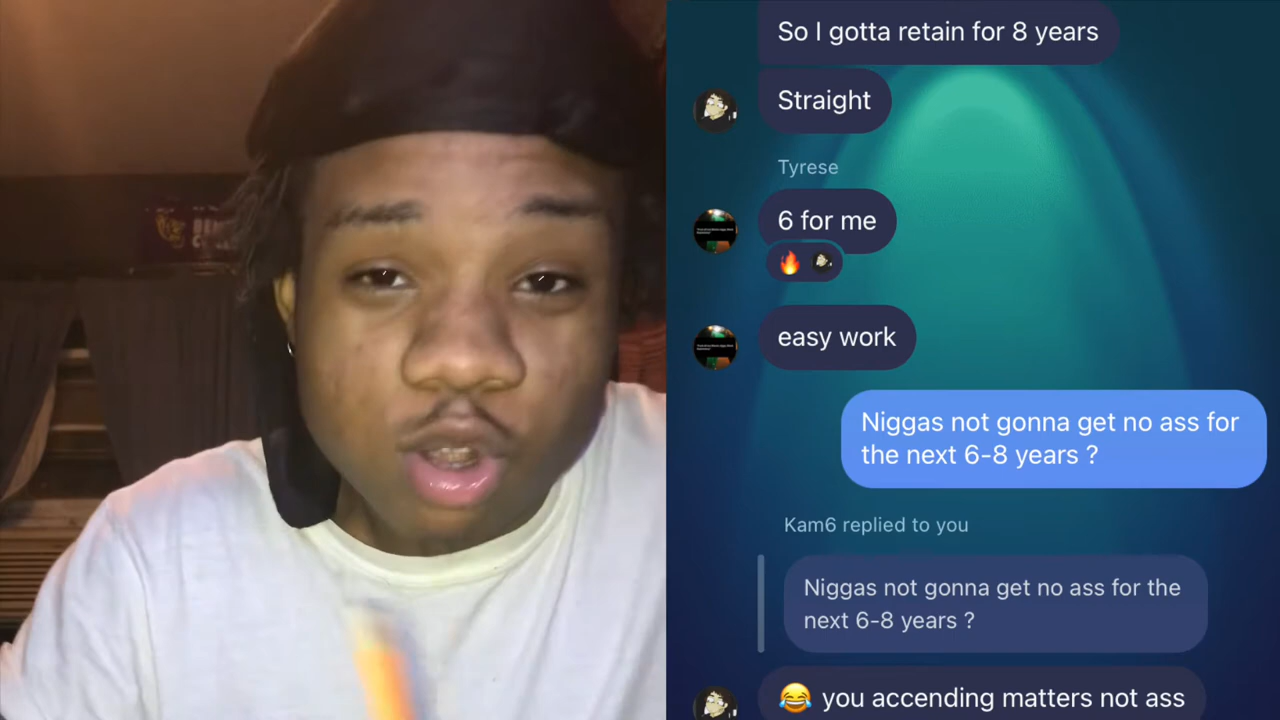 So I gotta retain for 8 years
Straight
Tyrese
6 for me
easy work
Niggas not gonna get no ass for
the next 6-8 years ?
Kam6 replied to you
Niggas not gonna get no ass for the
next 6-8 years ?
😂 you accending matters not ass